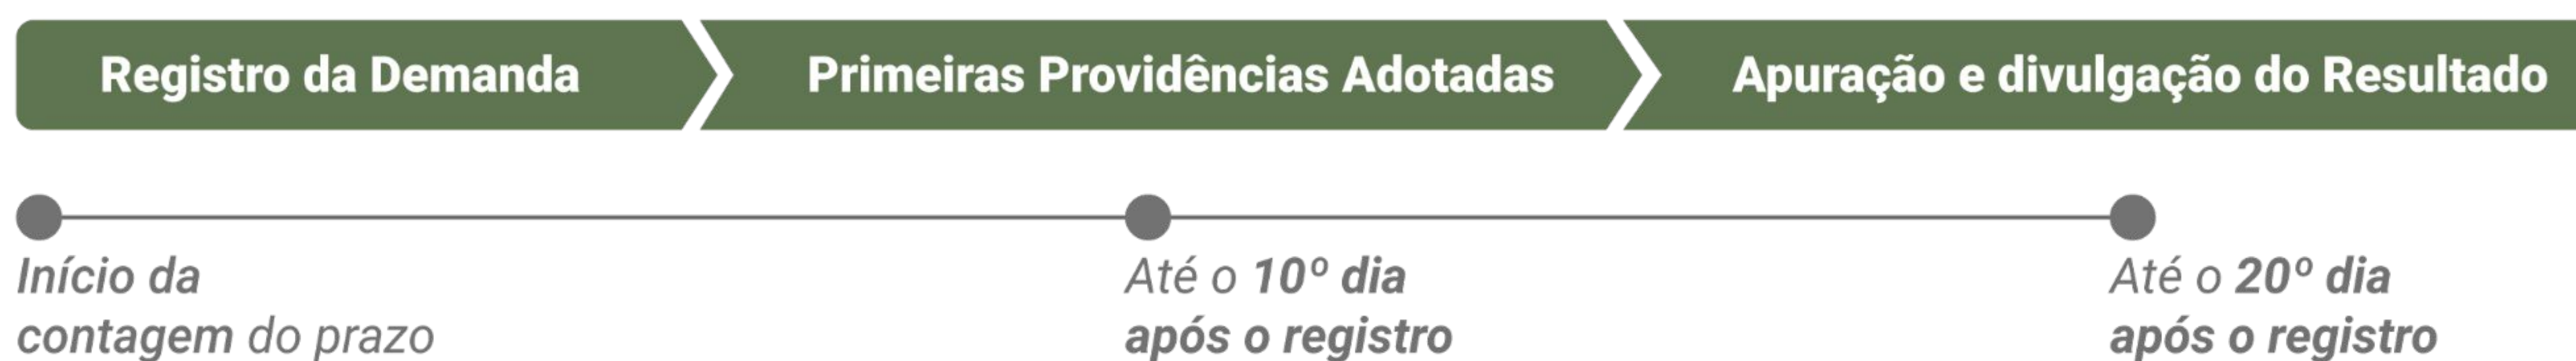 Registro da Demanda
Primeiras Providências Adotadas
Apuração e divulgação do Resultado
Início da
contagem do prazo
Até o 10º dia
após o registro
Até o 20º dia
após o registro